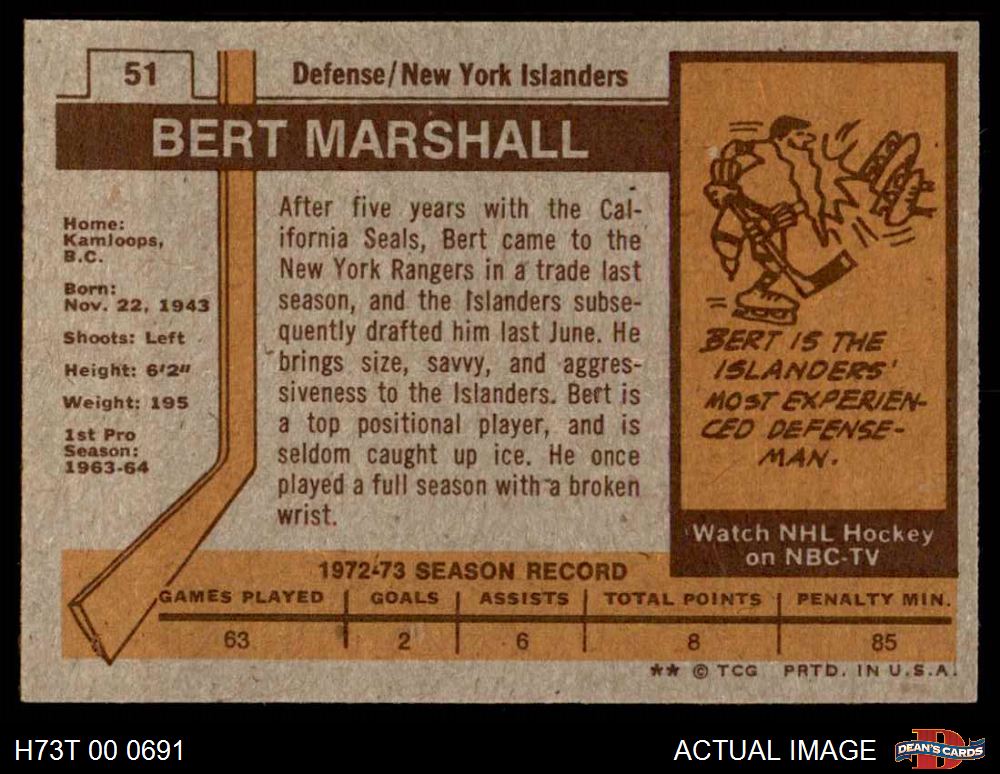 51
Defense/New York Islanders
BERT MARSHALL
Home:
Kamloops,
B.C.
Born:
Nov. 22, 1943
Shoots: Left
Height: 6'2"
Weight: 195
1st Pro
Season:
1963-64
After five years with the Cal-
ifornia Seals, Bert came to the
New York Rangers in a trade last
season, and the Islanders subse-
quently drafted him last June. He
brings size, savvy, and aggres-
siveness to the Islanders. Bert is
a top positional player, and is
seldom caught up ice. He once
played a full season with a broken
wrist.
BERT IS THE
ISLANDERS'
MOST EXPERIEN-
CED DEFENSE-
MAN.
Watch NHL Hockey
on NBC-TV
1972-73 SEASON RECORD
GAMES PLAYED GOALS ASSISTS TOTAL POINTS PENALTY MIN.
63 2 6 8 85
** © TCG PRTD. IN U.S.A.
H73T 00 0691
ACTUAL IMAGE
D
DEAN'S CARDS